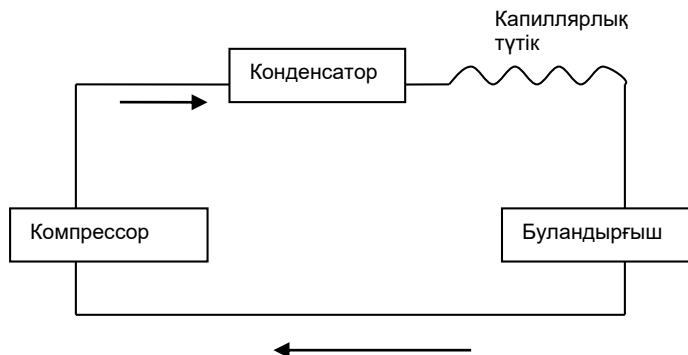 Капиллярлық
түтік
Конденсатор
Компрессор
Буландырғыш